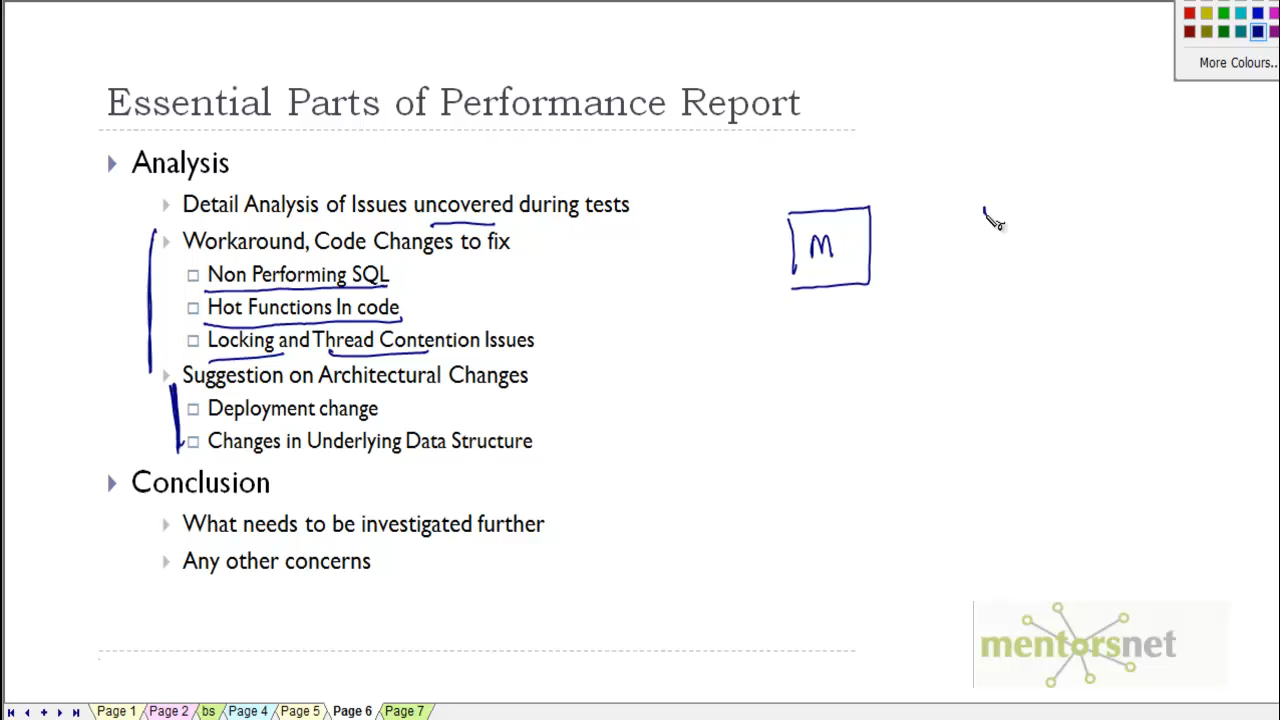 More Colours..
Essential Parts of Performance Report
Analysis
Detail Analysis of Issues uncovered during tests
Workaround, Code Changes to fix
Non Performing SQL
Hot Functions In code
Locking and Thread Contention Issues
Suggestion on Architectural Changes
Deployment change
Changes in Underlying Data Structure
Conclusion
What needs to be investigated further
Any other concerns
M
mentorsnet
Page 1 Page 2 bs Page 4 Page 5 Page 6 Page 7